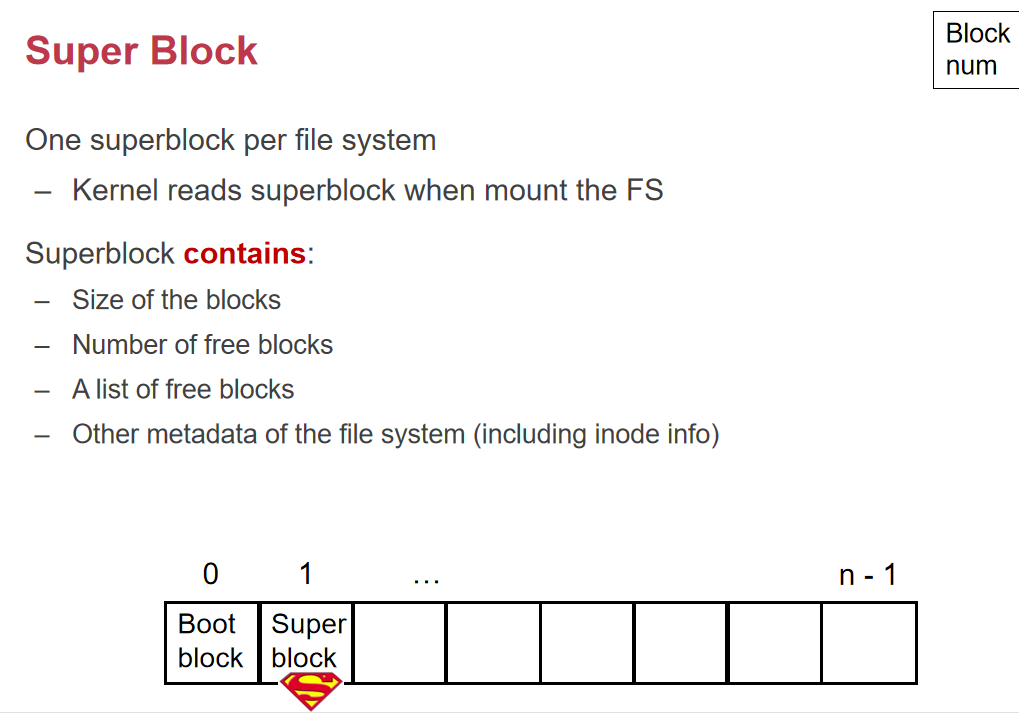 Super Block
Block
num
One superblock per file system
– Kernel reads superblock when mount the FS
Superblock contains:
– Size of the blocks
– Number of free blocks
– A list of free blocks
– Other metadata of the file system (including inode info)
0 1 ... n - 1
Boot
block
Super
block